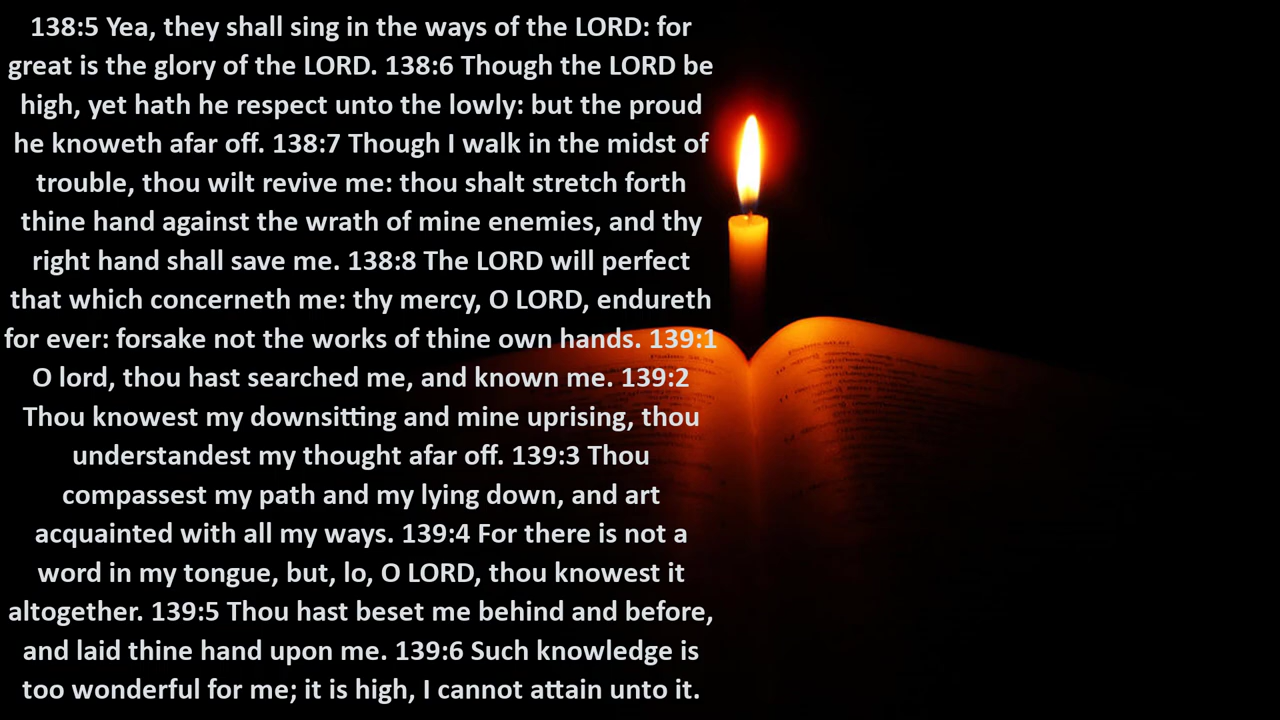 138:5 Yea, they shall sing in the ways of the LORD: for
great is the glory of the LORD. 138:6 Though the LORD be
high, yet hath he respect unto the lowly: but the proud
he knoweth afar off. 138:7 Though I walk in the midst of
trouble, thou wilt revive me: thou shalt stretch forth
thine hand against the wrath of mine enemies, and thy
right hand shall save me. 138:8 The LORD will perfect
that which concerneth me: thy mercy, O LORD, endureth
for ever: forsake not the works of thine own hands. 139:1
O lord, thou hast searched me, and known me. 139:2
Thou knowest my downsitting and mine uprising, thou
understandest my thought afar off. 139:3 Thou
compassest my path and my lying down, and art
acquainted with all my ways. 139:4 For there is not a
word in my tongue, but, lo, O LORD, thou knowest it
altogether. 139:5 Thou hast beset me behind and before,
and laid thine hand upon me. 139:6 Such knowledge is
too wonderful for me; it is high, I cannot attain unto it.